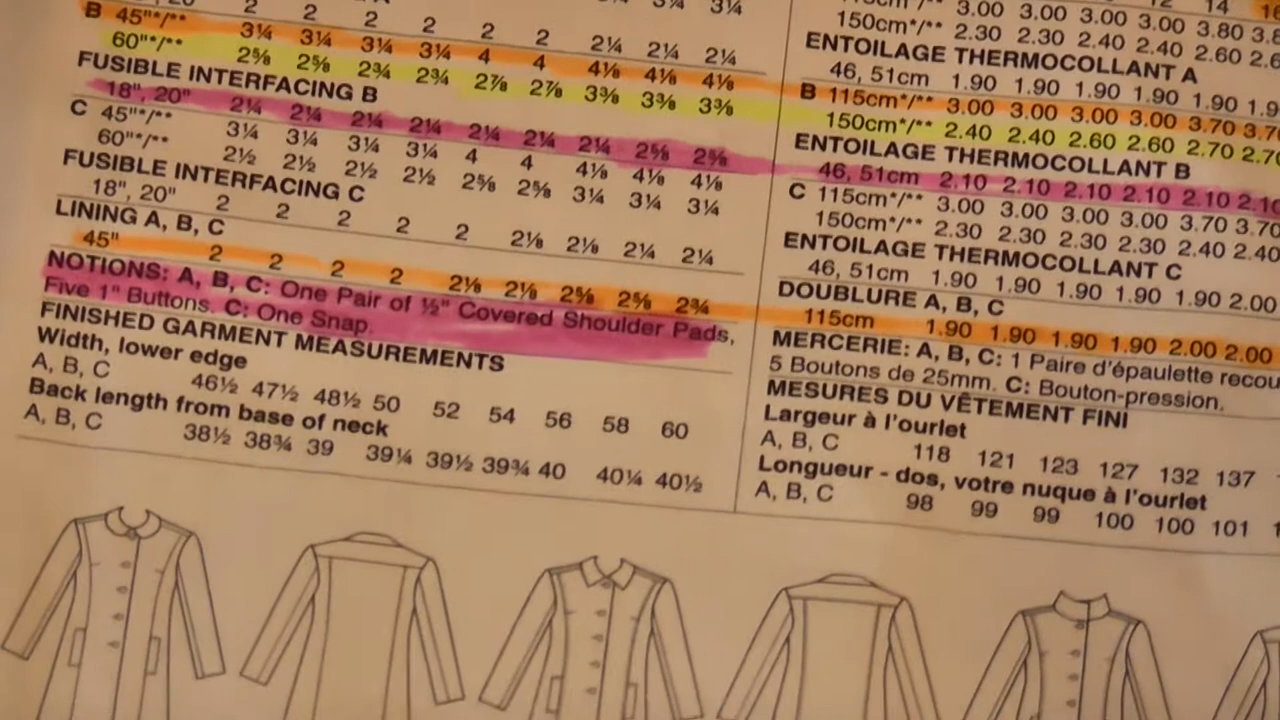 2 2 2 2 2 2 2¼ 2¼ 2¼
B 45"*/** 3¼ 3¼ 3¼ 3¼ 4 4 4⅛ 4⅛ 4⅛
60"*/** 2⅝ 2⅝ 2¾ 2¾ 2⅞ 2⅞ 3⅜ 3⅜ 3⅜
FUSIBLE INTERFACING B
18", 20" 2¼ 2¼ 2¼ 2¼ 2¼ 2¼ 2¼ 2⅝ 2⅝
C 45"*/** 3¼ 3¼ 3¼ 3¼ 4 4 4⅛ 4⅛ 4⅛
60"*/** 2½ 2½ 2½ 2½ 2⅝ 2⅝ 3¼ 3¼ 3¼
FUSIBLE INTERFACING C
18", 20" 2 2 2 2 2 2⅛ 2⅛ 2¼ 2¼
LINING A, B, C
45" 2 2 2 2 2⅛ 2⅛ 2⅝ 2⅝ 2¾
NOTIONS: A, B, C: One Pair of ½" Covered Shoulder Pads,
Five 1" Buttons. C: One Snap.
FINISHED GARMENT MEASUREMENTS
Width, lower edge
A, B, C 46½ 47½ 48½ 50 52 54 56 58 60
Back length from base of neck
A, B, C 38½ 38¾ 39 39¼ 39½ 39¾ 40 40¼ 40½
3.00 3.00 3.00 3.00 3.80
150cm*/** 2.30 2.30 2.40 2.40 2.60
ENTOILAGE THERMOCOLLANT A
46, 51cm 1.90 1.90 1.90 1.90 1.90
B 115cm*/** 3.00 3.00 3.00 3.00 3.70
150cm*/** 2.40 2.40 2.60 2.60 2.70
ENTOILAGE THERMOCOLLANT B
46, 51cm 2.10 2.10 2.10 2.10 2.10 2.10
C 115cm*/** 3.00 3.00 3.00 3.00 3.70 3.70
150cm*/** 2.30 2.30 2.30 2.30 2.40 2.40
ENTOILAGE THERMOCOLLANT C
46, 51cm 1.90 1.90 1.90 1.90 1.90 2.00
DOUBLURE A, B, C
115cm 1.90 1.90 1.90 1.90 2.00 2.00
MERCERIE: A, B, C: 1 Paire d'épaulette recou
5 Boutons de 25mm. C: Bouton-pression.
MESURES DU VÊTEMENT FINI
Largeur à l'ourlet
A, B, C 118 121 123 127 132 137
Longueur - dos, votre nuque à l'ourlet
A, B, C 98 99 99 100 100 101